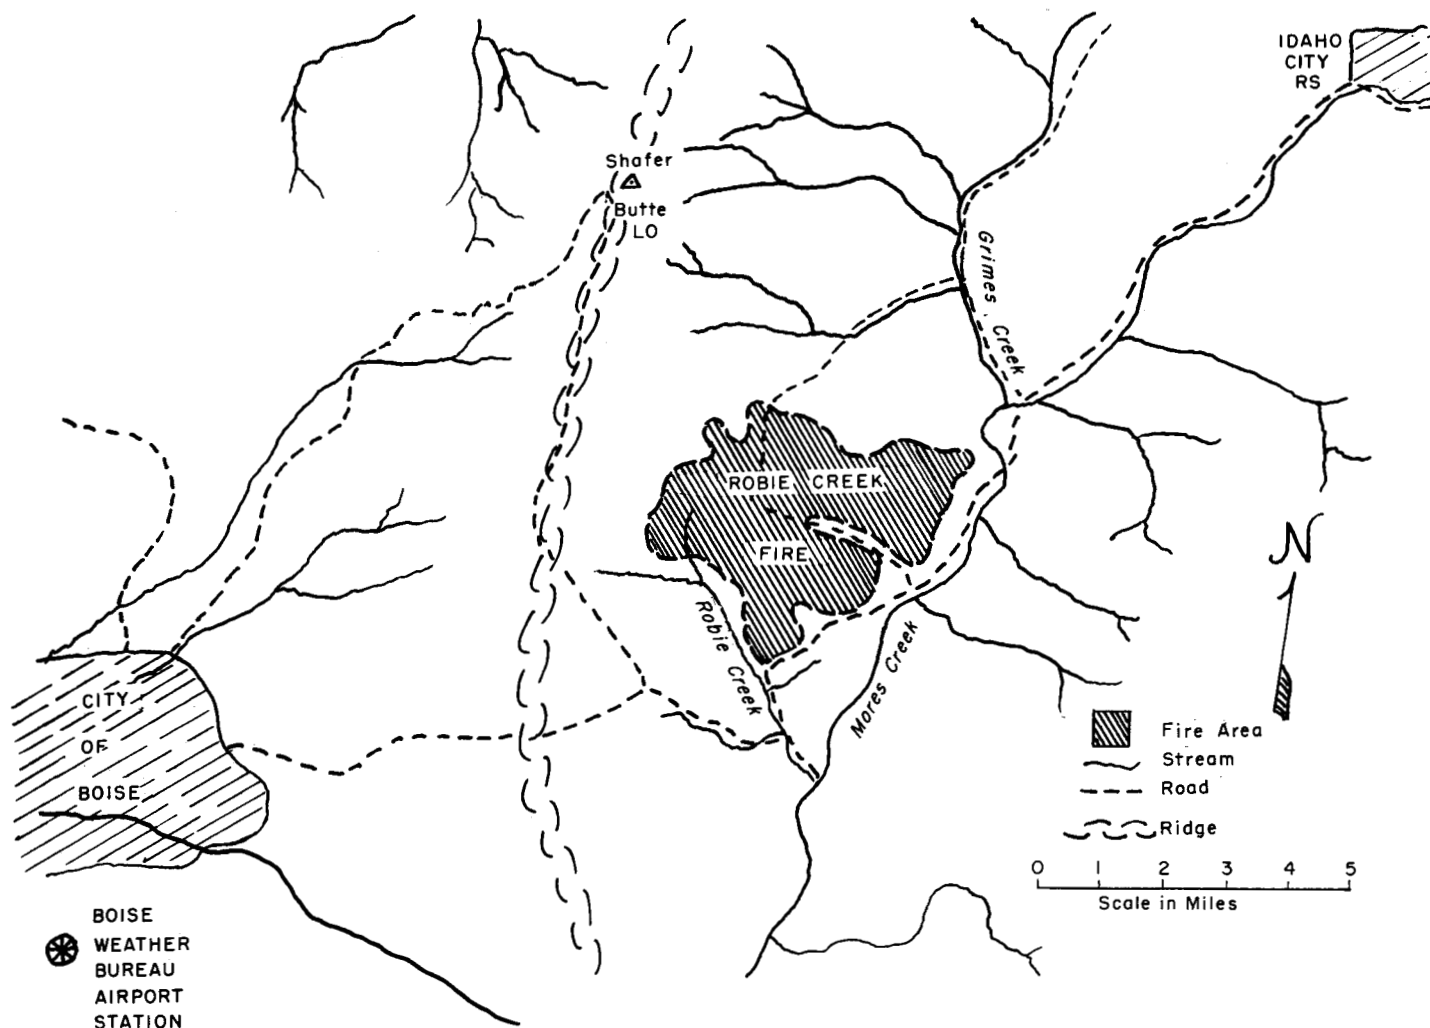 IDAHO
CITY
RS
Shafer
Butte
LO
Grimes Creek
ROBIE CREEK
FIRE
Robie Creek
Mores Creek
N
CITY
OF
BOISE
Fire Area
Stream
Road
Ridge
0 1 2 3 4 5
Scale in Miles
BOISE
WEATHER
BUREAU
AIRPORT
STATION